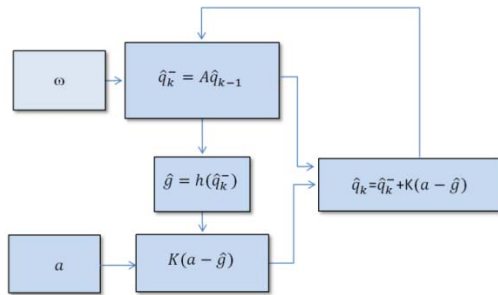 ω
q̂ₖ⁻ = Aq̂ₖ₋₁
ĝ = h(q̂ₖ⁻)
q̂ₖ=q̂ₖ⁻+K(a − ĝ)
a
K(a − ĝ)